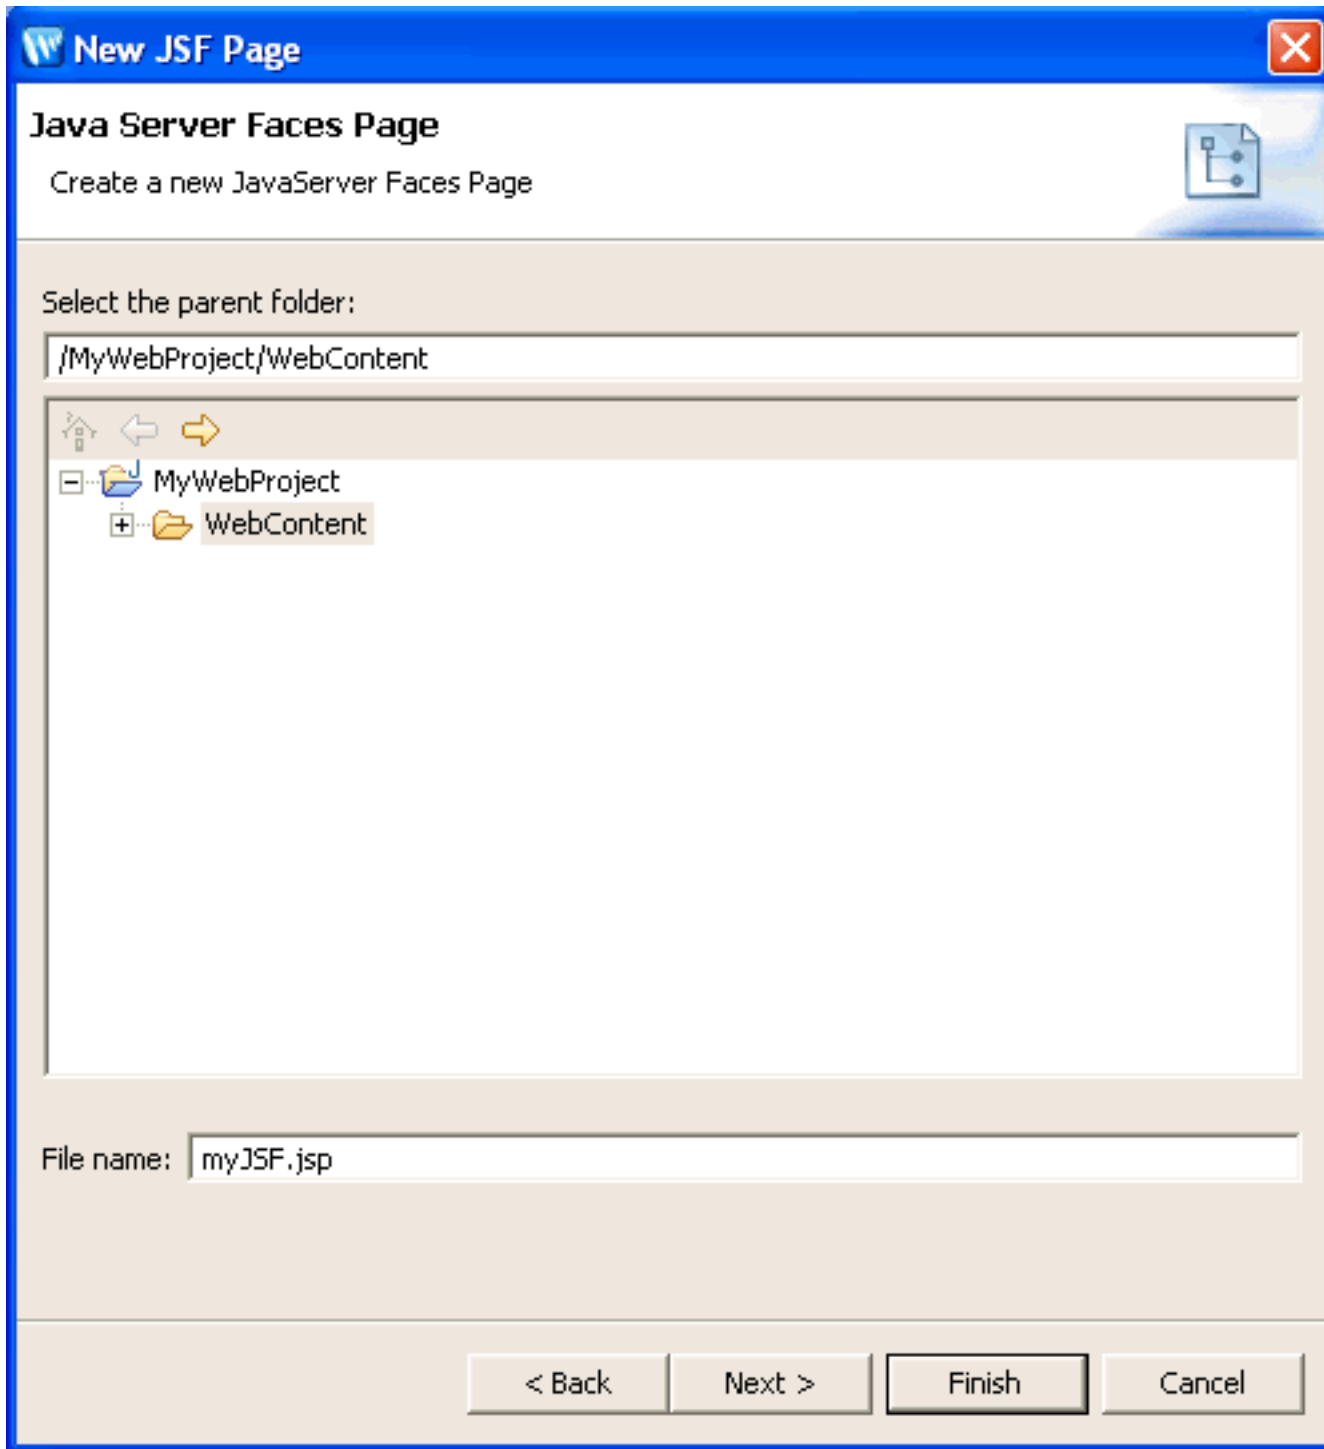 New JSF Page
Java Server Faces Page
Create a new JavaServer Faces Page
Select the parent folder:
/MyWebProject/WebContent
MyWebProject
WebContent
File name: myJSF.jsp
< Back Next > Finish Cancel